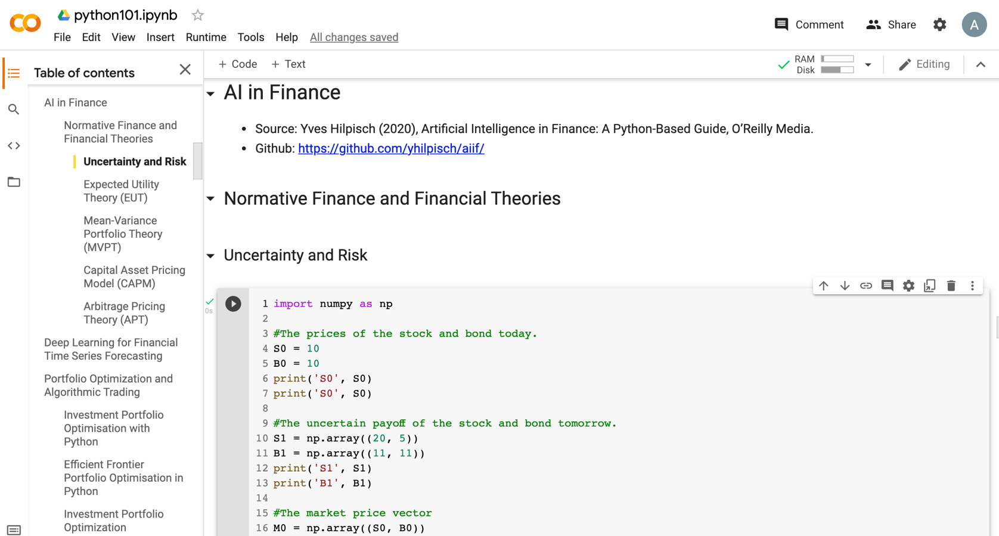 python101.ipynb
File Edit View Insert Runtime Tools Help All changes saved
Comment Share A
Table of contents
AI in Finance
Normative Finance and
Financial Theories
Uncertainty and Risk
Expected Utility
Theory (EUT)
Mean-Variance
Portfolio Theory
(MVPT)
Capital Asset Pricing
Model (CAPM)
Arbitrage Pricing
Theory (APT)
Deep Learning for Financial
Time Series Forecasting
Portfolio Optimization and
Algorithmic Trading
Investment Portfolio
Optimisation with
Python
Efficient Frontier
Portfolio Optimisation in
Python
Investment Portfolio
Optimization
+ Code + Text
RAM
Disk
Editing
AI in Finance
• Source: Yves Hilpisch (2020), Artificial Intelligence in Finance: A Python-Based Guide, O’Reilly Media.
• Github: https://github.com/yhilpisch/aiif/
Normative Finance and Financial Theories
Uncertainty and Risk
0s
1 import numpy as np
2
3 #The prices of the stock and bond today.
4 S0 = 10
5 B0 = 10
6 print('S0', S0)
7 print('S0', S0)
8
9 #The uncertain payoff of the stock and bond tomorrow.
10 S1 = np.array((20, 5))
11 B1 = np.array((11, 11))
12 print('S1', S1)
13 print('B1', B1)
14
15 #The market price vector
16 M0 = np.array((S0, B0))